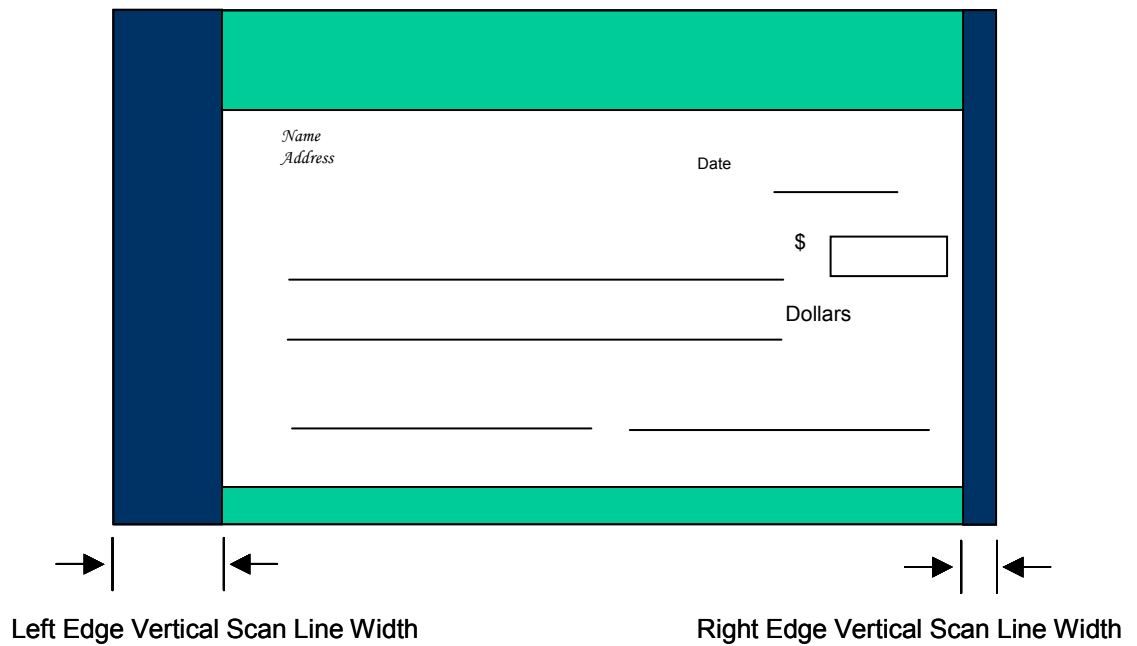 Name
Address
Date
$
Dollars
Left Edge Vertical Scan Line Width
Right Edge Vertical Scan Line Width